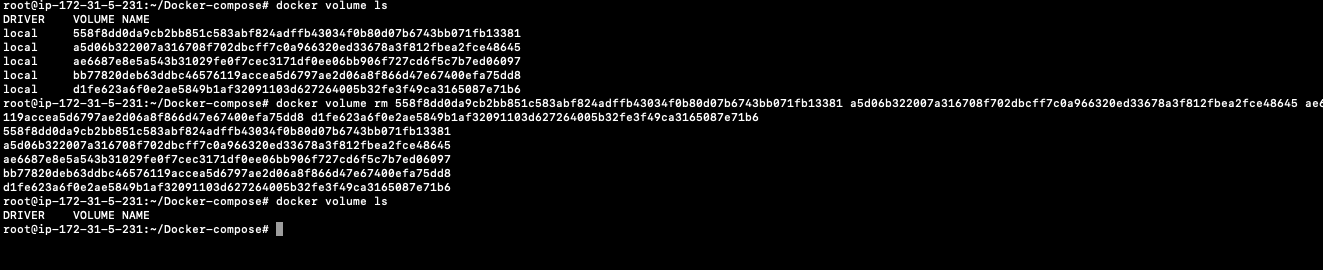 root@ip-172-31-5-231:~/Docker-compose# docker volume ls
DRIVER    VOLUME NAME
local     558f8dd0da9cb2bb851c583abf824adffb43034f0b80d07b6743bb071fb13381
local     a5d06b322007a316708f702dbcff7c0a966320ed33678a3f812fbea2fce48645
local     ae6687e8e5a543b31029fe0f7cec3171df0ee06bb906f727cd6f5c7b7ed06097
local     bb77820deb63ddbc46576119accea5d6797ae2d06a8f866d47e67400efa75dd8
local     d1fe623a6f0e2ae5849b1af32091103d627264005b32fe3f49ca3165087e71b6
root@ip-172-31-5-231:~/Docker-compose# docker volume rm 558f8dd0da9cb2bb851c583abf824adffb43034f0b80d07b6743bb071fb13381 a5d06b322007a316708f702dbcff7c0a966320ed33678a3f812fbea2fce48645 ae6
119accea5d6797ae2d06a8f866d47e67400efa75dd8 d1fe623a6f0e2ae5849b1af32091103d627264005b32fe3f49ca3165087e71b6
558f8dd0da9cb2bb851c583abf824adffb43034f0b80d07b6743bb071fb13381
a5d06b322007a316708f702dbcff7c0a966320ed33678a3f812fbea2fce48645
ae6687e8e5a543b31029fe0f7cec3171df0ee06bb906f727cd6f5c7b7ed06097
bb77820deb63ddbc46576119accea5d6797ae2d06a8f866d47e67400efa75dd8
d1fe623a6f0e2ae5849b1af32091103d627264005b32fe3f49ca3165087e71b6
root@ip-172-31-5-231:~/Docker-compose# docker volume ls
DRIVER    VOLUME NAME
root@ip-172-31-5-231:~/Docker-compose#